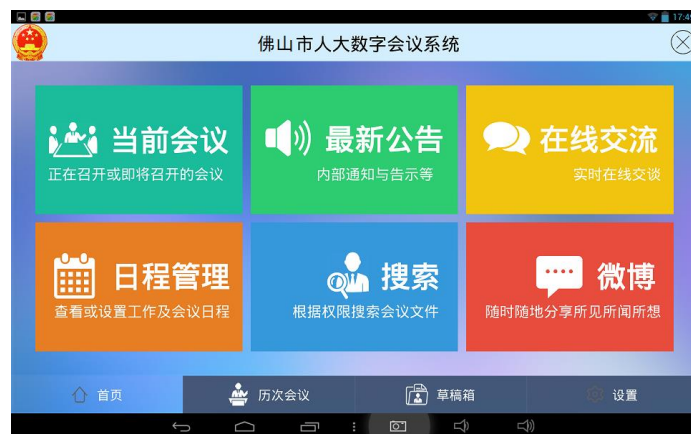 17:4
佛山市人大数字会议系统
当前会议
正在召开或即将召开的会议
最新公告
内部通知与告示等
在线交流
实时在线交谈
日程管理
查看或设置工作及会议日程
搜索
根据权限搜索会议文件
微博
随时随地分享所见所闻所想
首页
历次会议
草稿箱
设置